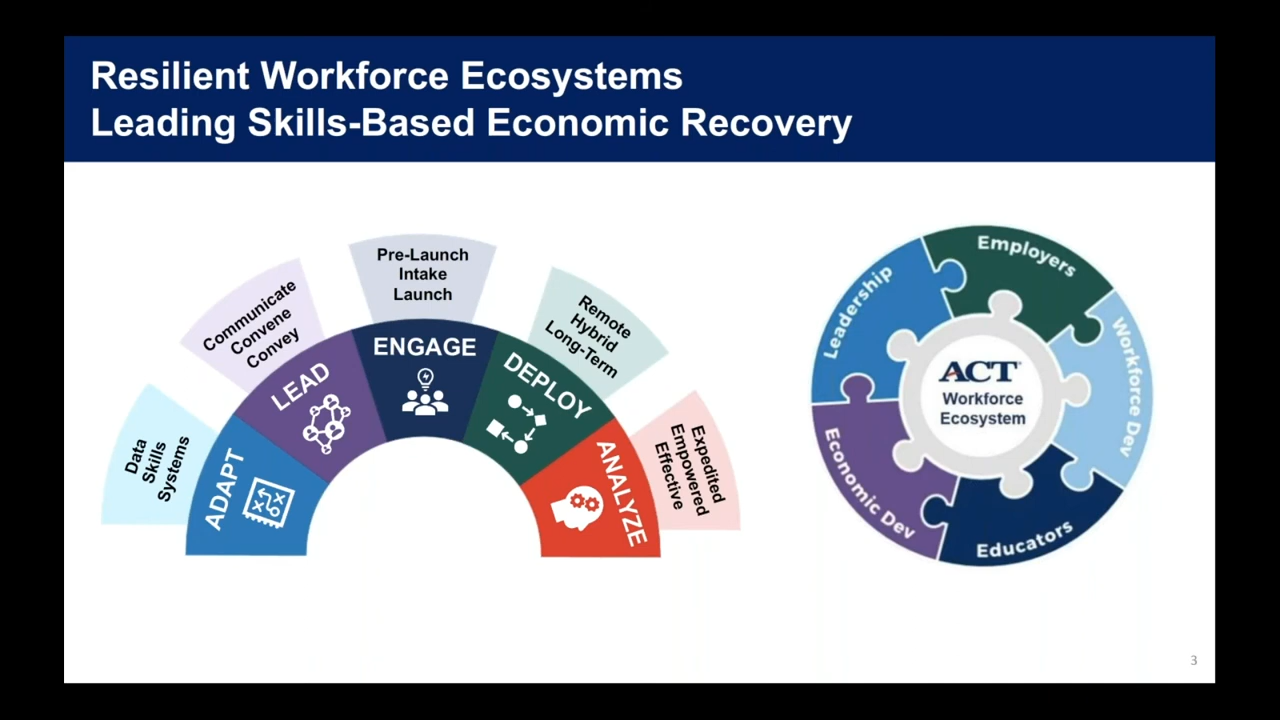 Resilient Workforce Ecosystems
Leading Skills-Based Economic Recovery
Data
Skills
Systems
ADAPT
Communicate
Convene
Convey
LEAD
Pre-Launch
Intake
Launch
ENGAGE
Remote
Hybrid
Long-Term
DEPLOY
Expedited
Empowered
Effective
ANALYZE
Leadership
Employers
Workforce Dev
Educators
Economic Dev
ACT
Workforce
Ecosystem
3